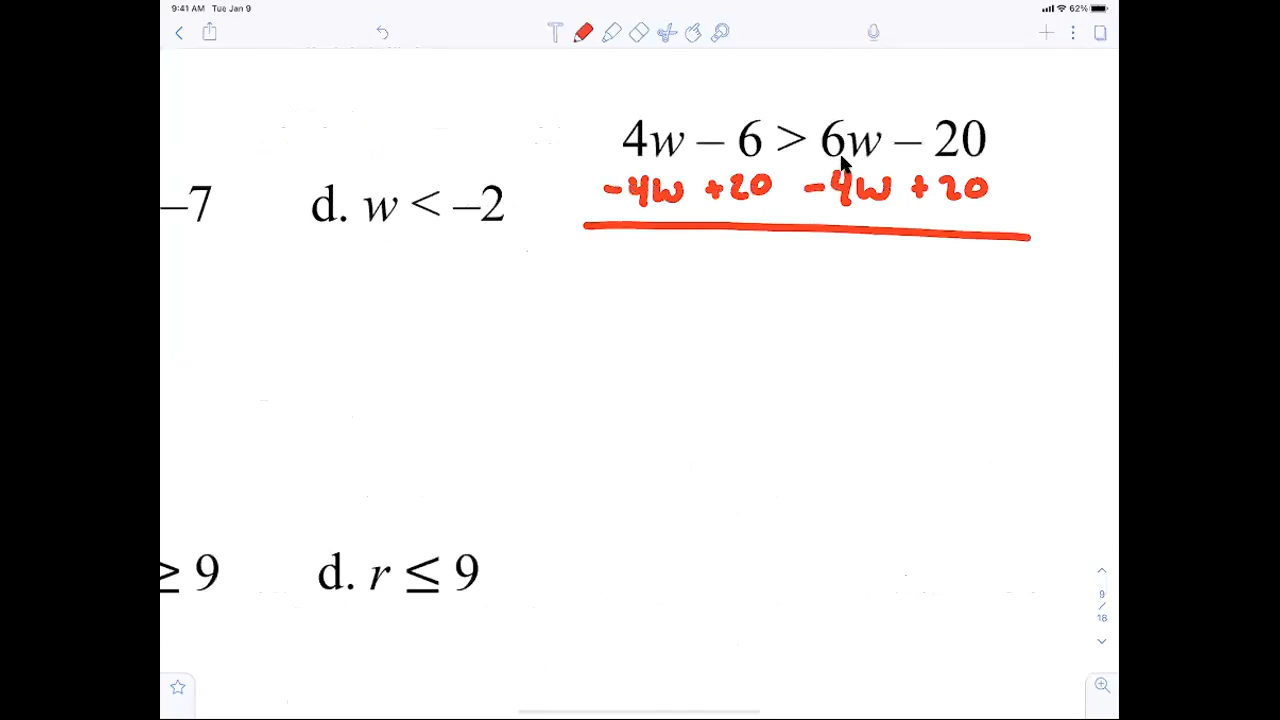 9:41 AM Tue Jan 9
62%
4w – 6 > 6w – 20
-4w +20 -4w +20
–7
d. w < –2
≥ 9
d. r ≤ 9
9
/
18